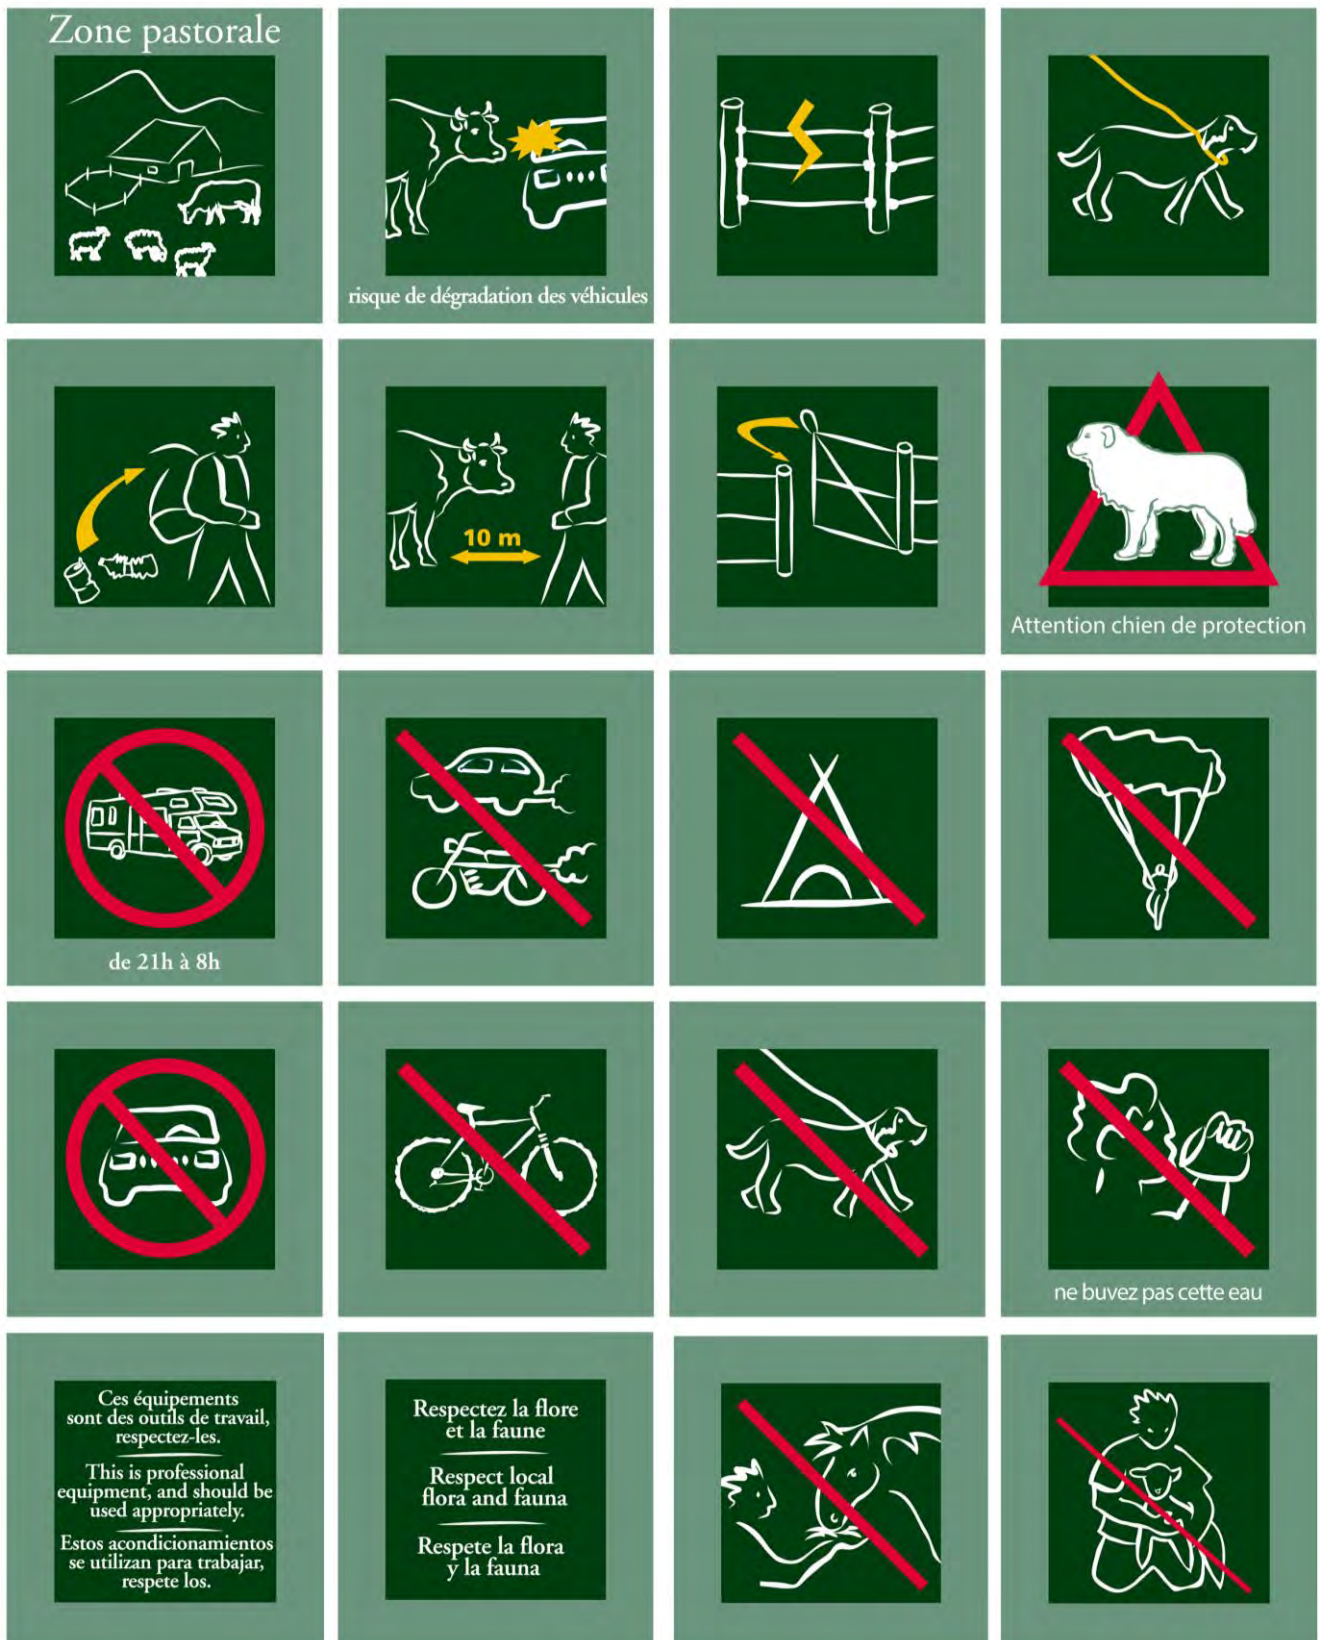 Zone pastorale
risque de dégradation des véhicules
10 m
Attention chien de protection
de 21h à 8h
ne buvez pas cette eau
Ces équipements
sont des outils de travail,
respectez-les.
This is professional
equipment, and should be
used appropriately.
Estos acondicionamientos
se utilizan para trabajar,
respete los.
Respectez la flore
et la faune
Respect local
flora and fauna
Respete la flora
y la fauna